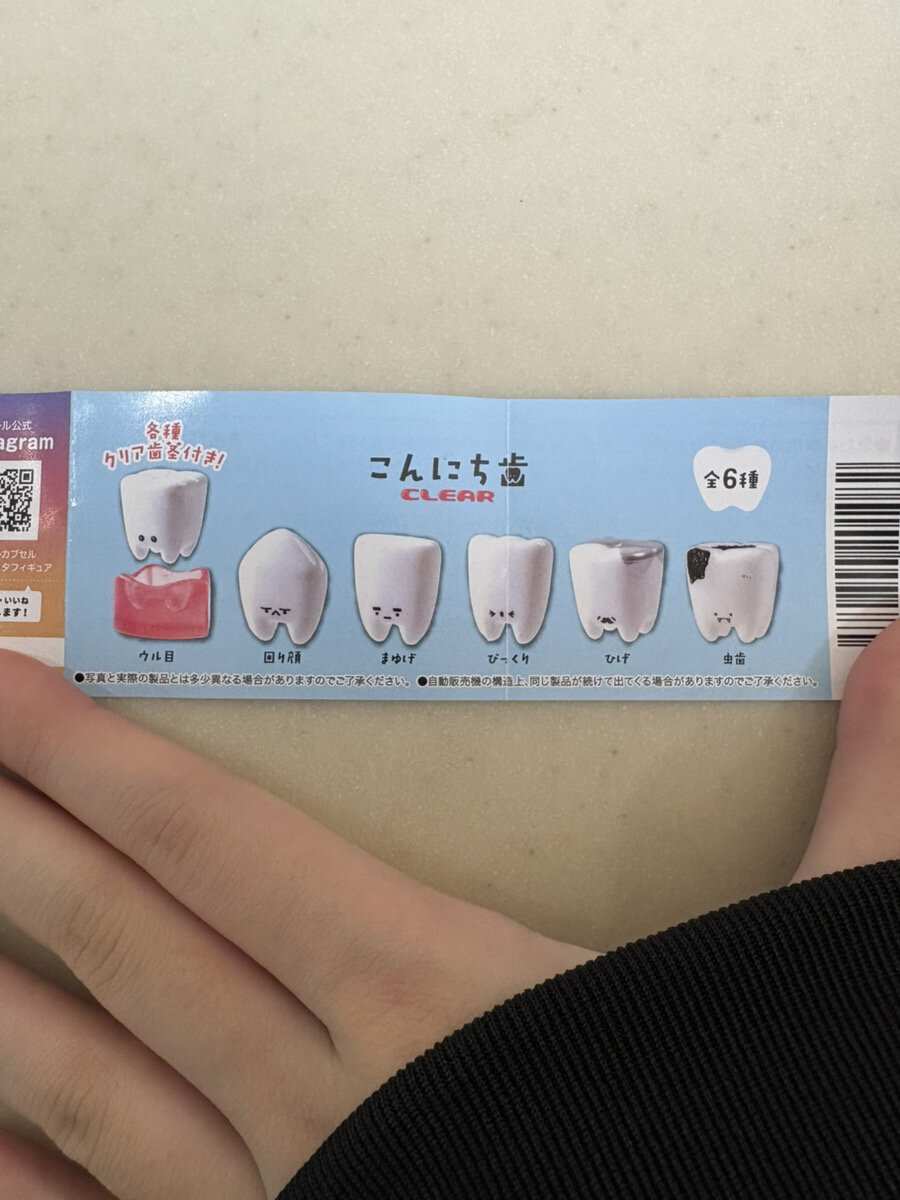 ル公式
agram
カプセル
タフィギュア
いいね
ます!
各種
クリア歯茎付き!
こんにち歯
CLEAR
全6種
ウル目
困り顔
まゆげ
びっくり
ひげ
虫歯
●写真と実際の製品とは多少異なる場合がありますのでご了承ください。 ●自動販売機の構造上、同じ製品が続けて出てくる場合がありますのでご了承ください。